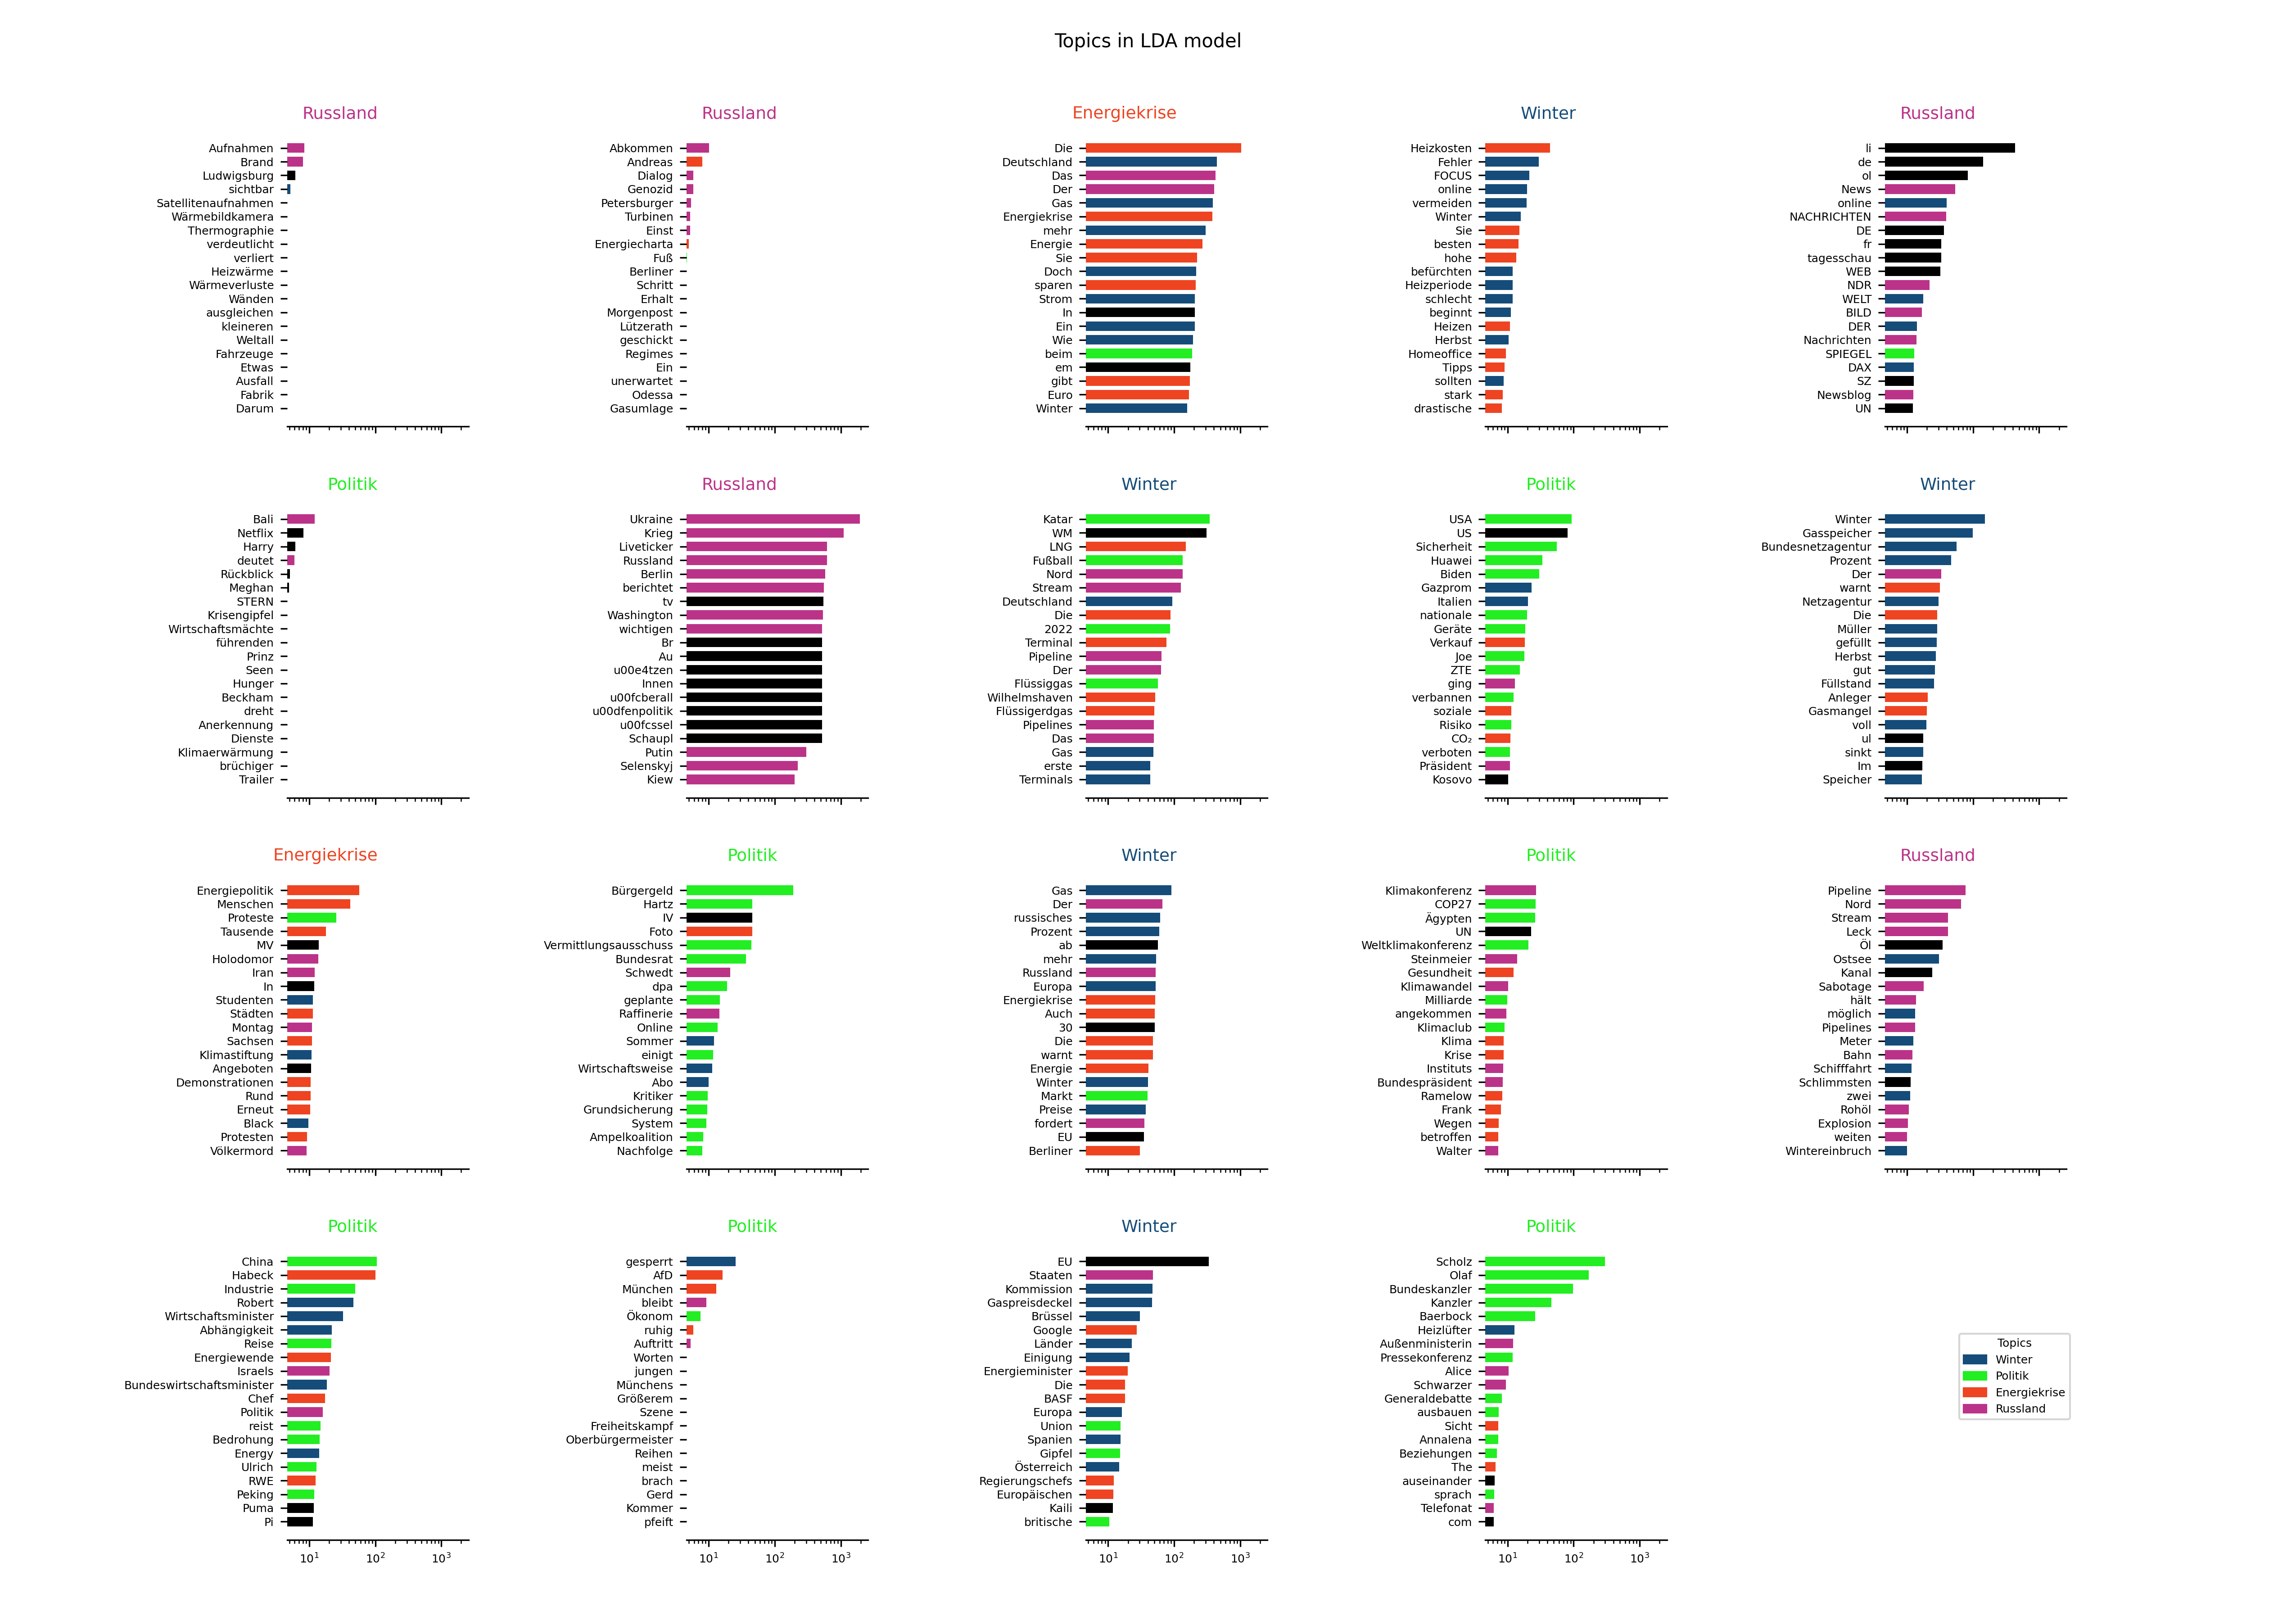 Topics in LDA model
Russland
Aufnahmen
Brand
Ludwigsburg
sichtbar
Satellitenaufnahmen
Wärmebildkamera
Thermographie
verdeutlicht
verliert
Heizwärme
Wärmeverluste
Wänden
ausgleichen
kleineren
Weltall
Fahrzeuge
Etwas
Ausfall
Fabrik
Darum
Russland
Abkommen
Andreas
Dialog
Genozid
Petersburger
Turbinen
Einst
Energiecharta
Fuß
Berliner
Schritt
Erhalt
Morgenpost
Lützerath
geschickt
Regimes
Ein
unerwartet
Odessa
Gasumlage
Energiekrise
Die
Deutschland
Das
Der
Gas
Energiekrise
mehr
Energie
Sie
Doch
sparen
Strom
In
Ein
Wie
beim
em
gibt
Euro
Winter
Winter
Heizkosten
Fehler
FOCUS
online
vermeiden
Winter
Sie
besten
hohe
befürchten
Heizperiode
schlecht
beginnt
Heizen
Herbst
Homeoffice
Tipps
sollten
stark
drastische
Russland
li
de
ol
News
online
NACHRICHTEN
DE
fr
tagesschau
WEB
NDR
WELT
BILD
DER
Nachrichten
SPIEGEL
DAX
SZ
Newsblog
UN
Politik
Bali
Netflix
Harry
deutet
Rückblick
Meghan
STERN
Krisengipfel
Wirtschaftsmächte
führenden
Prinz
Seen
Hunger
Beckham
dreht
Anerkennung
Dienste
Klimaerwärmung
brüchiger
Trailer
Russland
Ukraine
Krieg
Liveticker
Russland
Berlin
berichtet
tv
Washington
wichtigen
Br
Au
u00e4tzen
Innen
u00fcberall
u00dfenpolitik
u00fcssel
Schaupl
Putin
Selenskyj
Kiew
Winter
Katar
WM
LNG
Fußball
Nord
Stream
Deutschland
Die
2022
Terminal
Pipeline
Der
Flüssiggas
Wilhelmshaven
Flüssigerdgas
Pipelines
Das
Gas
erste
Terminals
Politik
USA
US
Sicherheit
Huawei
Biden
Gazprom
Italien
nationale
Geräte
Verkauf
Joe
ZTE
ging
verbannen
soziale
Risiko
CO₂
verboten
Präsident
Kosovo
Winter
Winter
Gasspeicher
Bundesnetzagentur
Prozent
Der
warnt
Netzagentur
Die
Müller
gefüllt
Herbst
gut
Füllstand
Anleger
Gasmangel
voll
ul
sinkt
Im
Speicher
Energiekrise
Energiepolitik
Menschen
Proteste
Tausende
MV
Holodomor
Iran
In
Studenten
Städten
Montag
Sachsen
Klimastiftung
Angeboten
Demonstrationen
Rund
Erneut
Black
Protesten
Völkermord
Politik
Bürgergeld
Hartz
IV
Foto
Vermittlungsausschuss
Bundesrat
Schwedt
dpa
geplante
Raffinerie
Online
Sommer
einigt
Wirtschaftsweise
Abo
Kritiker
Grundsicherung
System
Ampelkoalition
Nachfolge
Winter
Gas
Der
russisches
Prozent
ab
mehr
Russland
Europa
Energiekrise
Auch
30
Die
warnt
Energie
Winter
Markt
Preise
fordert
EU
Berliner
Politik
Klimakonferenz
COP27
Ägypten
UN
Weltklimakonferenz
Steinmeier
Gesundheit
Klimawandel
Milliarde
angekommen
Klimaclub
Klima
Krise
Instituts
Bundespräsident
Ramelow
Frank
Wegen
betroffen
Walter
Russland
Pipeline
Nord
Stream
Leck
Öl
Ostsee
Kanal
Sabotage
hält
möglich
Pipelines
Meter
Bahn
Schifffahrt
Schlimmsten
zwei
Rohöl
Explosion
weiten
Wintereinbruch
Politik
China
Habeck
Industrie
Robert
Wirtschaftsminister
Abhängigkeit
Reise
Energiewende
Israels
Bundeswirtschaftsminister
Chef
Politik
reist
Bedrohung
Energy
Ulrich
RWE
Peking
Puma
Pi
10¹ 10² 10³
Politik
gesperrt
AfD
München
bleibt
Ökonom
ruhig
Auftritt
Worten
jungen
Münchens
Größerem
Szene
Freiheitskampf
Oberbürgermeister
Reihen
meist
brach
Gerd
Kommer
pfeift
10¹ 10² 10³
Winter
EU
Staaten
Kommission
Gaspreisdeckel
Brüssel
Google
Länder
Einigung
Energieminister
Die
BASF
Europa
Union
Spanien
Gipfel
Österreich
Regierungschefs
Europäischen
Kaili
britische
10¹ 10² 10³
Politik
Scholz
Olaf
Bundeskanzler
Kanzler
Baerbock
Heizlüfter
Außenministerin
Pressekonferenz
Alice
Schwarzer
Generaldebatte
ausbauen
Sicht
Annalena
Beziehungen
The
auseinander
sprach
Telefonat
com
10¹ 10² 10³
Topics
Winter
Politik
Energiekrise
Russland